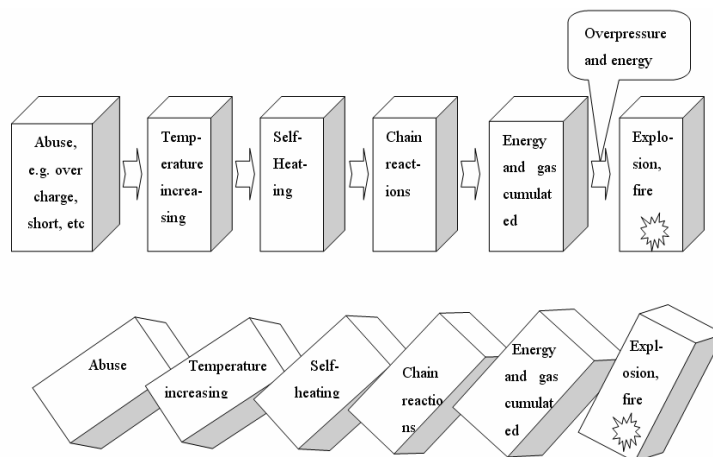 Overpressure
and energy
Abuse,
e.g. over
charge,
short, etc
Temp-
erature
increa-
sing
Self-
Heat-
ing
Chain
react-
ions
Energy
and gas
cumulat
ed
Explo-
sion,
fire
Abuse
Temperature
increasing
Self-
heating
Chain
reactio
ns
Energy
and gas
cumulat
ed
Expl-
osion,
fire